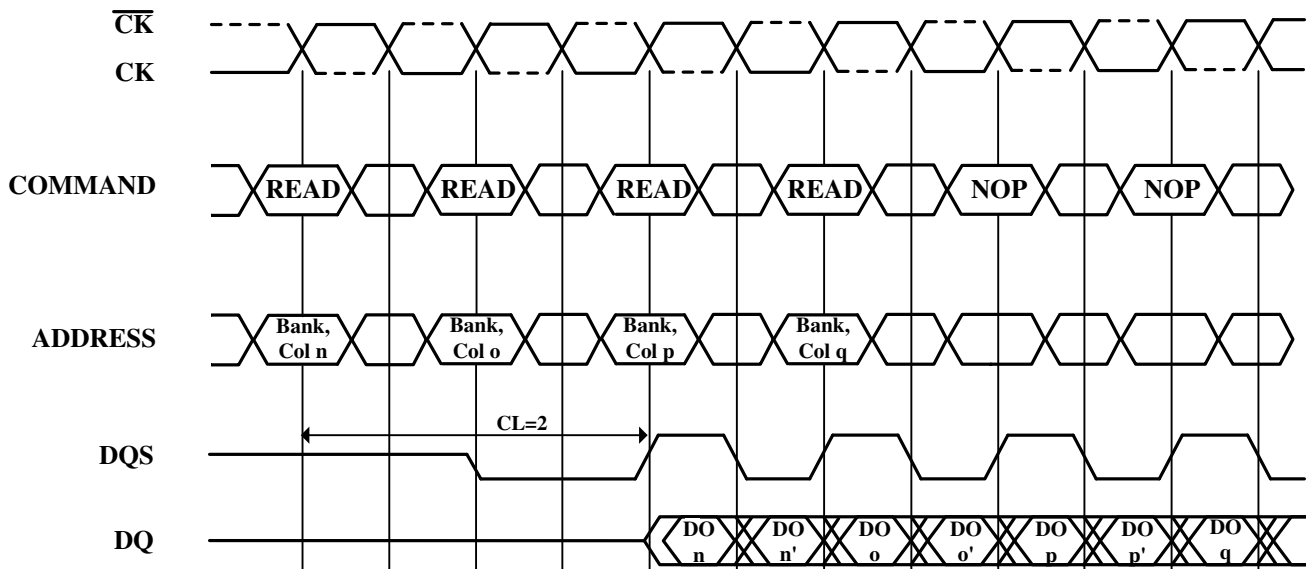 CK
CK
COMMAND
READ
READ
READ
READ
NOP
NOP
ADDRESS
Bank,
Col n
Bank,
Col o
Bank,
Col p
Bank,
Col q
CL=2
DQS
DQ
DO
n
DO
n'
DO
o
DO
o'
DO
p
DO
p'
DO
q